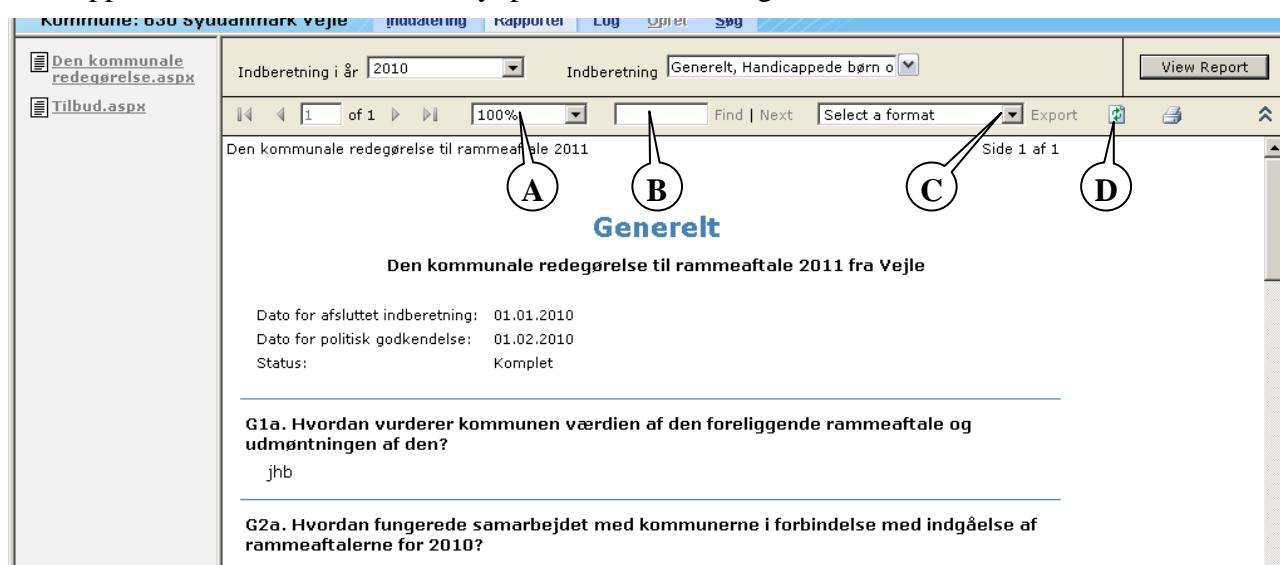 Kommune: 630 Syddanmark Vejle Inddatering Rapporter Log Opret Søg
Den kommunale redegørelse.aspx
Tilbud.aspx
Indberetning i år 2010 Indberetning Generelt, Handicappede børn o View Report
1 of 1 100% Find | Next Select a format Export
Den kommunale redegørelse til rammeaftale 2011 Side 1 af 1
A B C D
Generelt
Den kommunale redegørelse til rammeaftale 2011 fra Vejle
Dato for afsluttet indberetning: 01.01.2010
Dato for politisk godkendelse: 01.02.2010
Status: Komplet
G1a. Hvordan vurderer kommunen værdien af den foreliggende rammeaftale og
udmøntningen af den?
jhb
G2a. Hvordan fungerede samarbejdet med kommunerne i forbindelse med indgåelse af
rammeaftalerne for 2010?